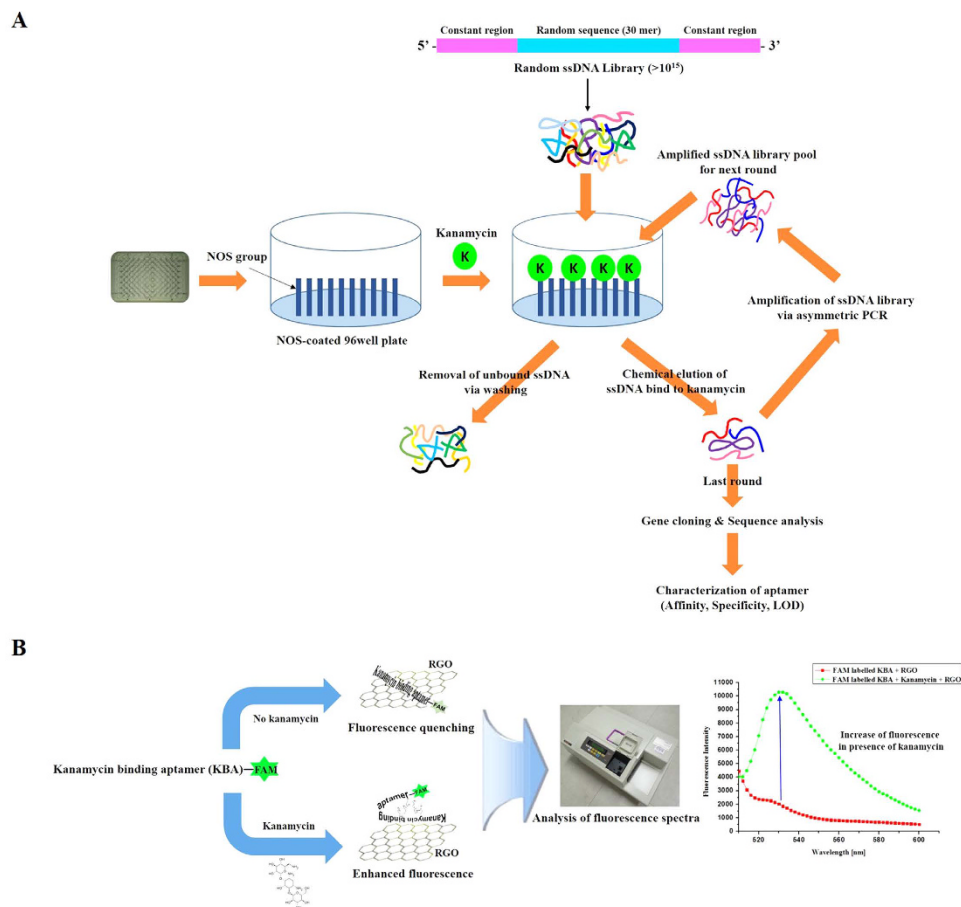 A
Constant region Random sequence (30 mer) Constant region
5’ - - 3’
Random ssDNA Library (>10¹⁵)
Amplified ssDNA library pool
for next round
Kanamycin
K
NOS group
K K K K
NOS-coated 96well plate
Amplification of ssDNA library
via asymmetric PCR
Removal of unbound ssDNA
via washing
Chemical elution of
ssDNA bind to kanamycin
Last round
Gene cloning & Sequence analysis
Characterization of aptamer
(Affinity, Specificity, LOD)
B
RGO
Kanamycin binding aptamer
FAM
No kanamycin
Fluorescence quenching
Kanamycin binding aptamer (KBA)
FAM
Kanamycin
FAM
Kanamycin binding
aptamer
RGO
Enhanced fluorescence
Analysis of fluorescence spectra
FAM labelled KBA + RGO
FAM labelled KBA + Kanamycin + RGO
Increase of fluorescence
in presence of kanamycin
Fluorescence Intensity
11000
10000
9000
8000
7000
6000
5000
4000
3000
2000
1000
0
520 540 560 580 600
Wavelength [nm]